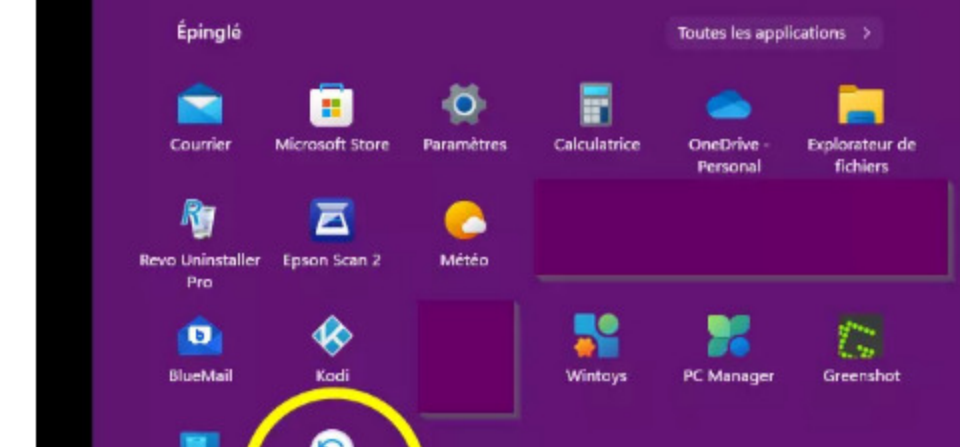 Épinglé
Toutes les applications >
Courrier
Microsoft Store
Paramètres
Calculatrice
OneDrive -
Personal
Explorateur de
fichiers
Revo Uninstaller
Pro
Epson Scan 2
Météo
BlueMail
Kodi
Wintoys
PC Manager
Greenshot